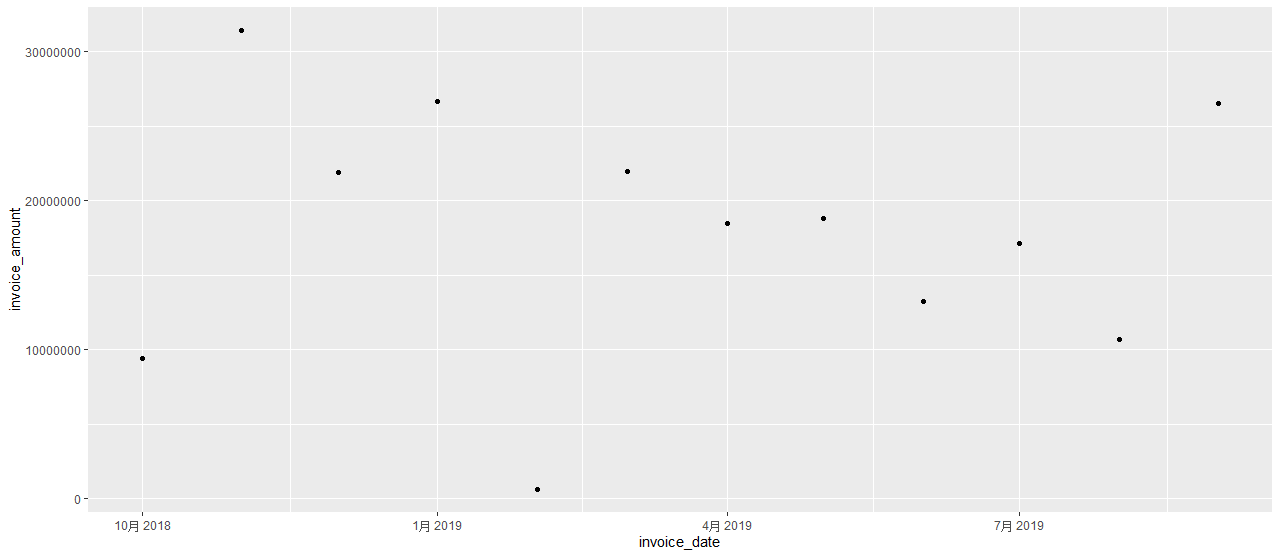 30000000
20000000
10000000
0
invoice_amount
10月 2018
1月 2019
4月 2019
7月 2019
invoice_date